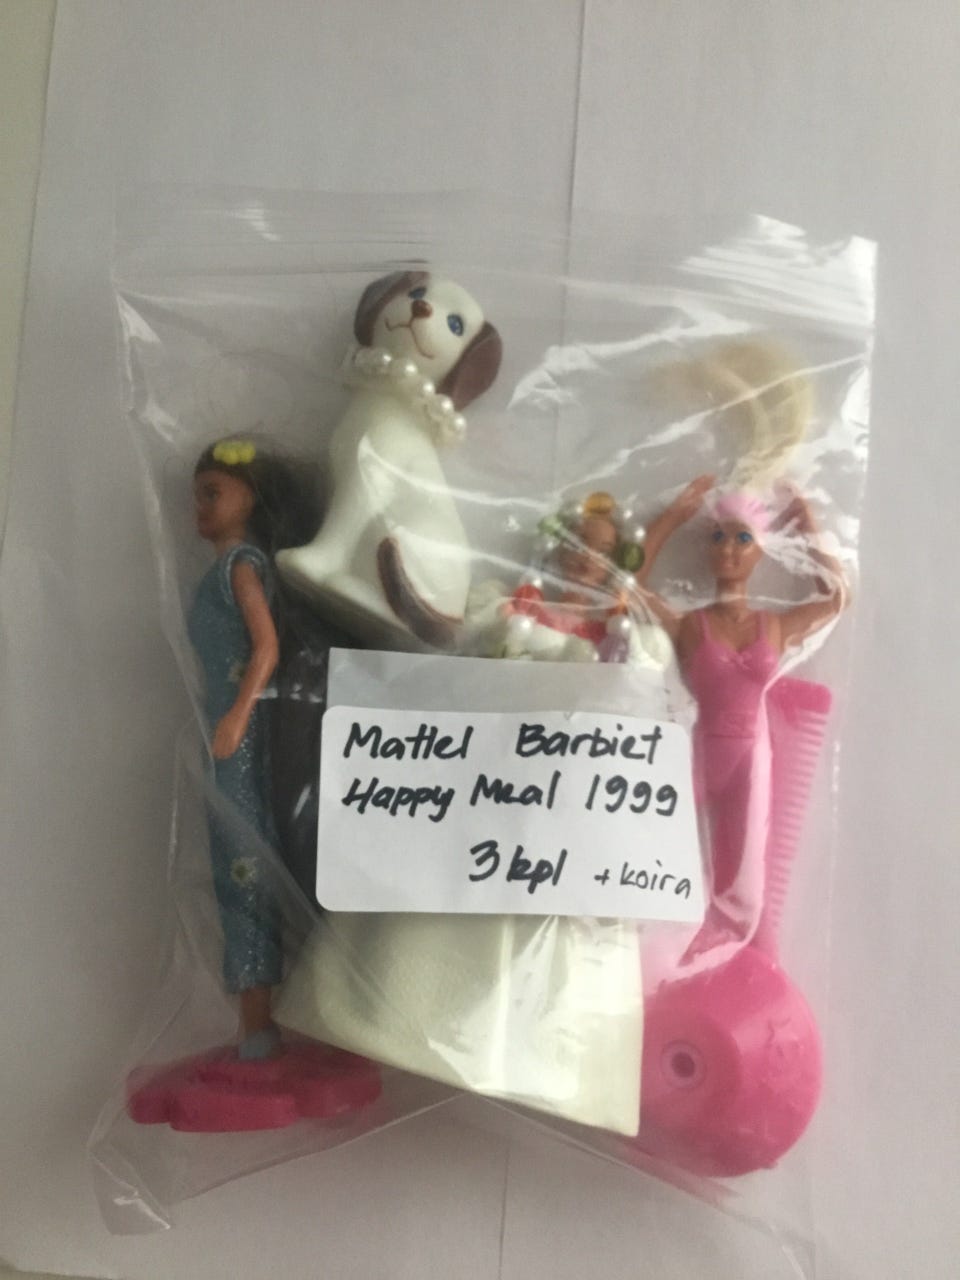 Mattel Barbiet
Happy Meal 1999
3 kpl + koira